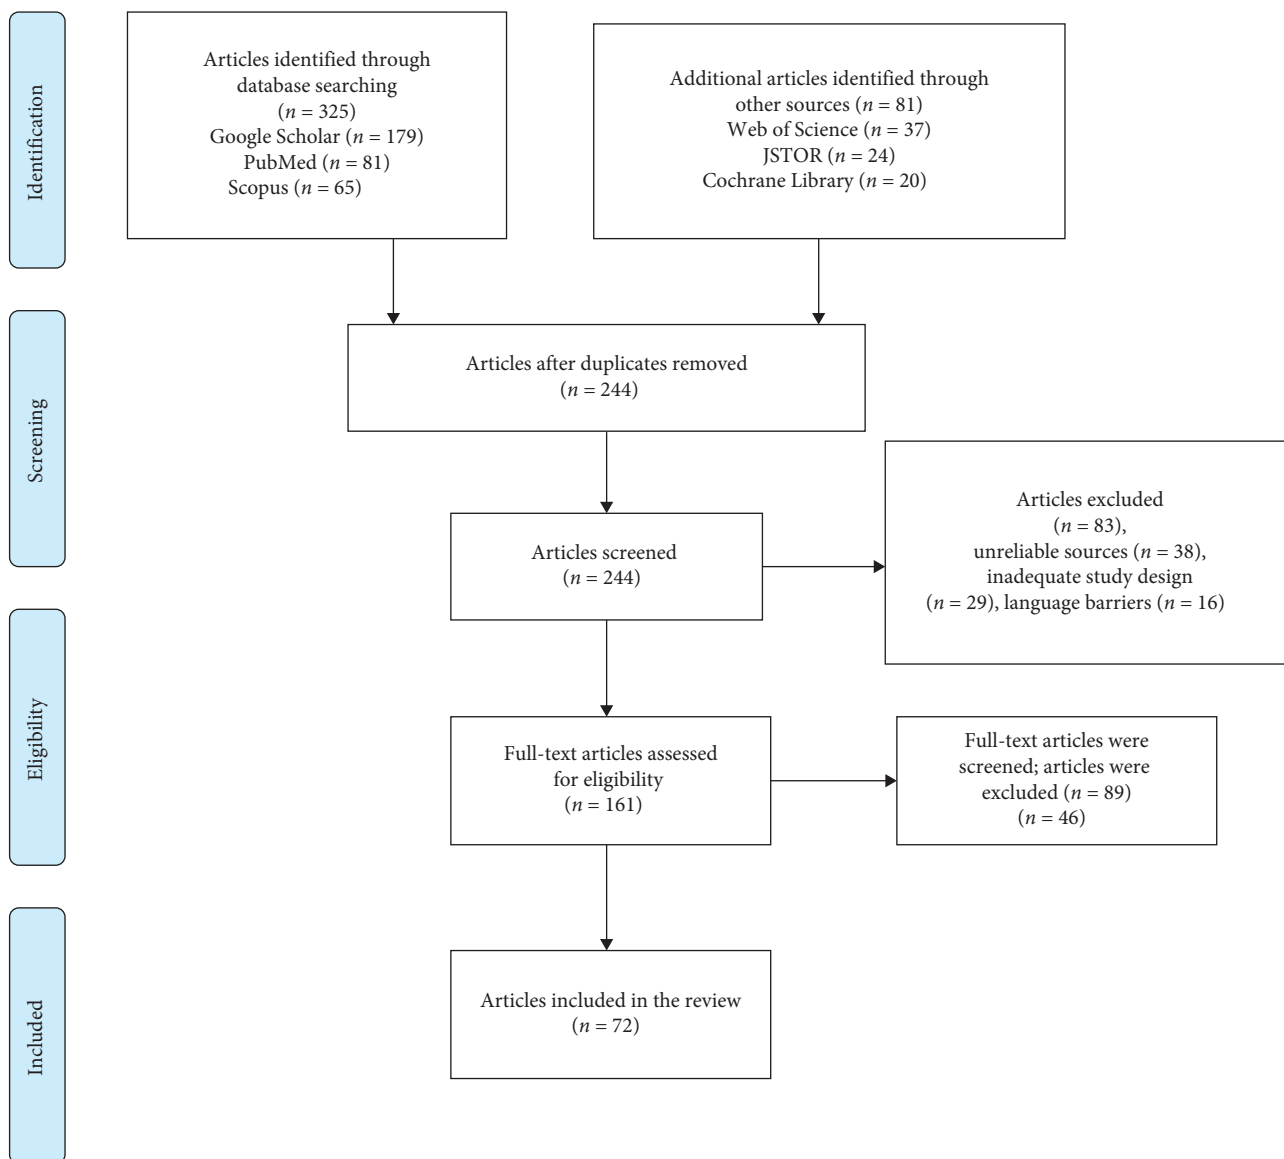 Identification
Articles identified through
database searching
(n = 325)
Google Scholar (n = 179)
PubMed (n = 81)
Scopus (n = 65)
Additional articles identified through
other sources (n = 81)
Web of Science (n = 37)
JSTOR (n = 24)
Cochrane Library (n = 20)
Screening
Articles after duplicates removed
(n = 244)
Articles screened
(n = 244)
Articles excluded
(n = 83),
unreliable sources (n = 38),
inadequate study design
(n = 29), language barriers (n = 16)
Eligibility
Full-text articles assessed
for eligibility
(n = 161)
Full-text articles were
screened; articles were
excluded (n = 89)
(n = 46)
Included
Articles included in the review
(n = 72)